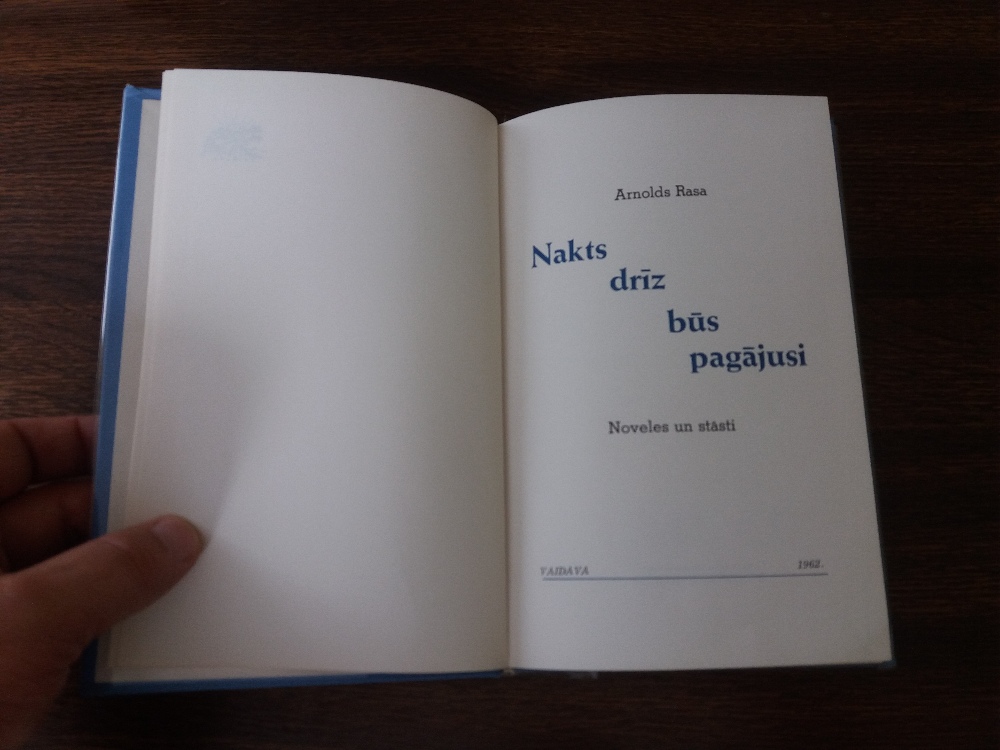 Arnolds Rasa
Nakts
drīz
būs
pagājusi
Noveles un stāsti
VAIDAVA 1962.